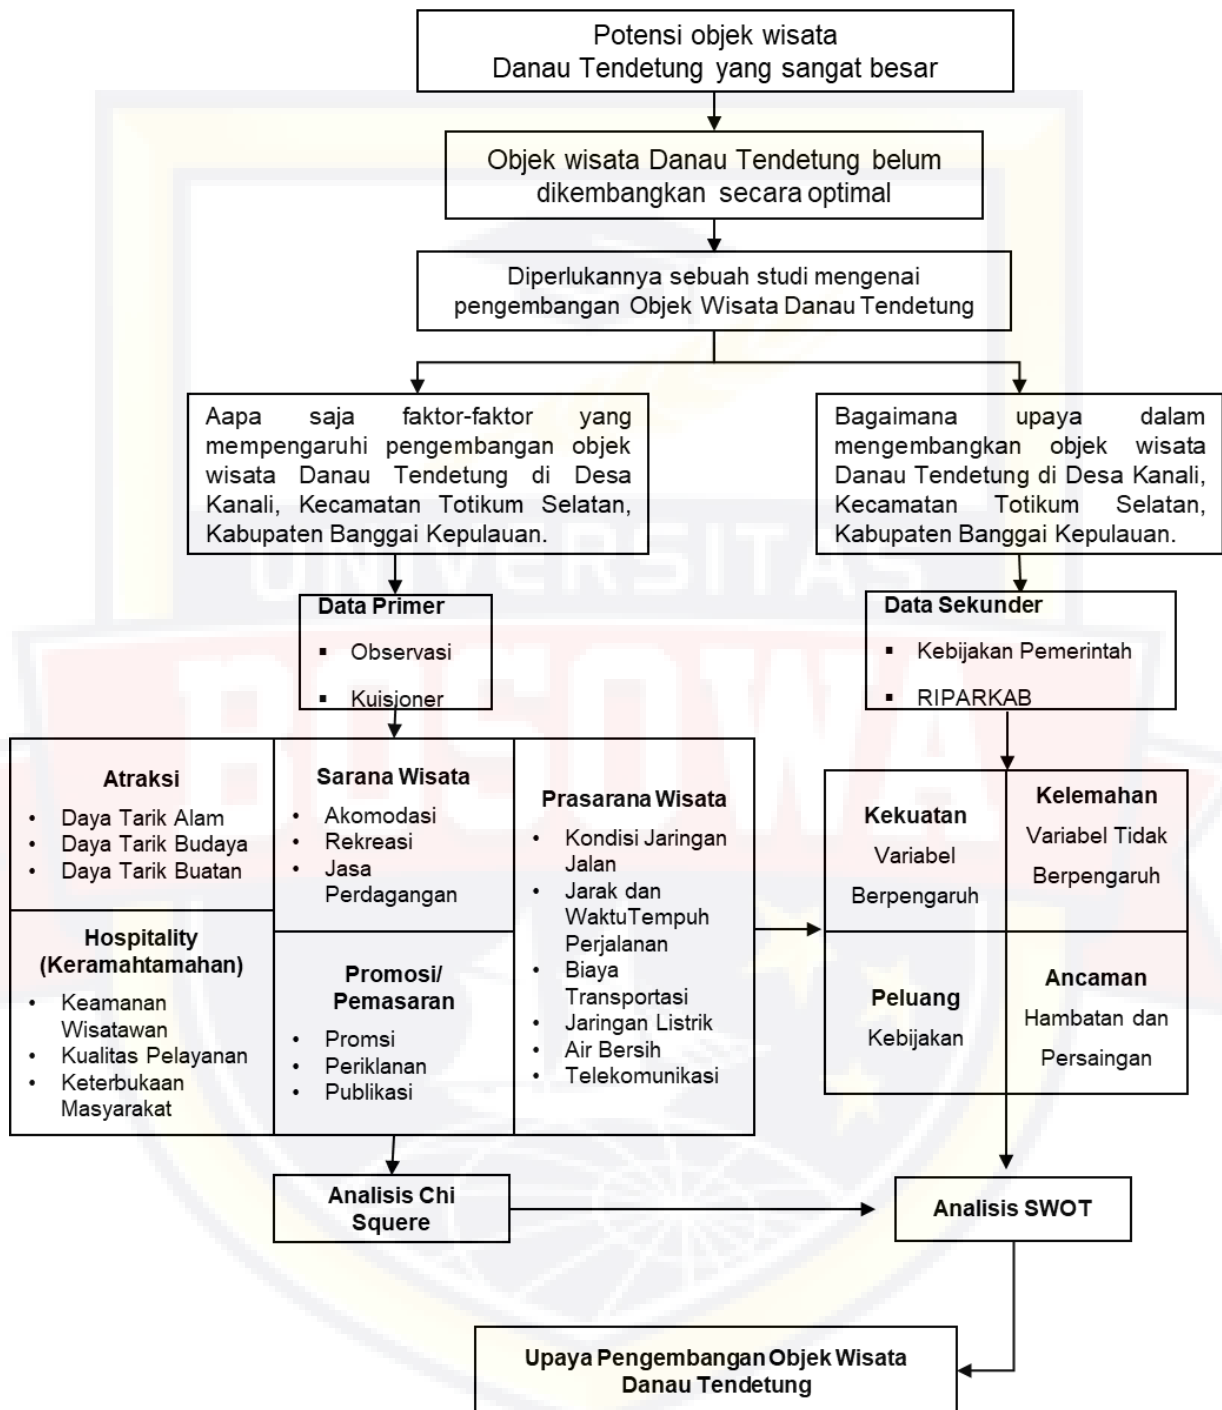 Potensi objek wisata
Danau Tendetung yang sangat besar
Objek wisata Danau Tendetung belum
dikembangkan secara optimal
Diperlukannya sebuah studi mengenai
pengembangan Objek Wisata Danau Tendetung
Aapa saja faktor-faktor yang
mempengaruhi pengembangan objek
wisata Danau Tendetung di Desa
Kanali, Kecamatan Totikum Selatan,
Kabupaten Banggai Kepulauan.
Bagaimana upaya dalam
mengembangkan objek wisata
Danau Tendetung di Desa Kanali,
Kecamatan Totikum Selatan,
Kabupaten Banggai Kepulauan.
UNIVERSITAS
BOSOWA
Data Primer
▪ Observasi
▪ Kuisioner
Data Sekunder
▪ Kebijakan Pemerintah
▪ RIPARKAB
Atraksi
• Daya Tarik Alam
• Daya Tarik Budaya
• Daya Tarik Buatan
Hospitality
(Keramahtamahan)
• Keamanan
Wisatawan
• Kualitas Pelayanan
• Keterbukaan
Masyarakat
Sarana Wisata
• Akomodasi
• Rekreasi
• Jasa
Perdagangan
Promosi/
Pemasaran
• Promsi
• Periklanan
• Publikasi
Prasarana Wisata
• Kondisi Jaringan
Jalan
• Jarak dan
WaktuTempuh
Perjalanan
• Biaya
Transportasi
• Jaringan Listrik
• Air Bersih
• Telekomunikasi
Kekuatan
Variabel
Berpengaruh
Kelemahan
Variabel Tidak
Berpengaruh
Peluang
Kebijakan
Ancaman
Hambatan dan
Persaingan
Analisis Chi
Squere
Analisis SWOT
Upaya Pengembangan Objek Wisata
Danau Tendetung